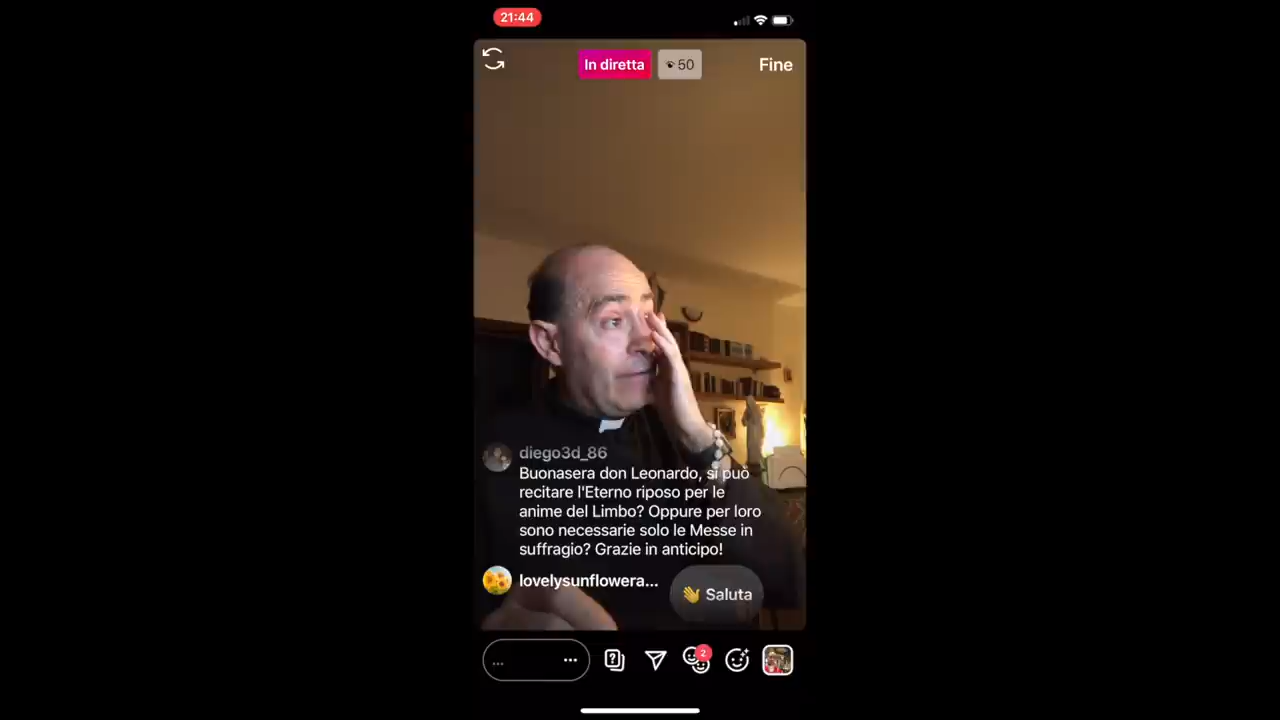 21:44
In diretta
50
Fine
diego3d_86
Buonasera don Leonardo, si può
recitare l'Eterno riposo per le
anime del Limbo? Oppure per loro
sono necessarie solo le Messe in
suffragio? Grazie in anticipo!
lovelysunflowera...
👋 Saluta
...
?
2